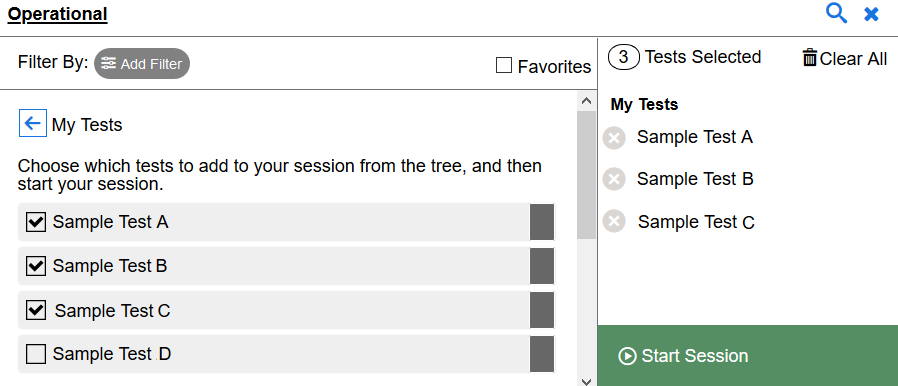 Operational
Filter By: Add Filter
Favorites
My Tests
Choose which tests to add to your session from the tree, and then
start your session.
Sample Test A
Sample Test B
Sample Test C
Sample Test D
3 Tests Selected
Clear All
My Tests
Sample Test A
Sample Test B
Sample Test C
Start Session